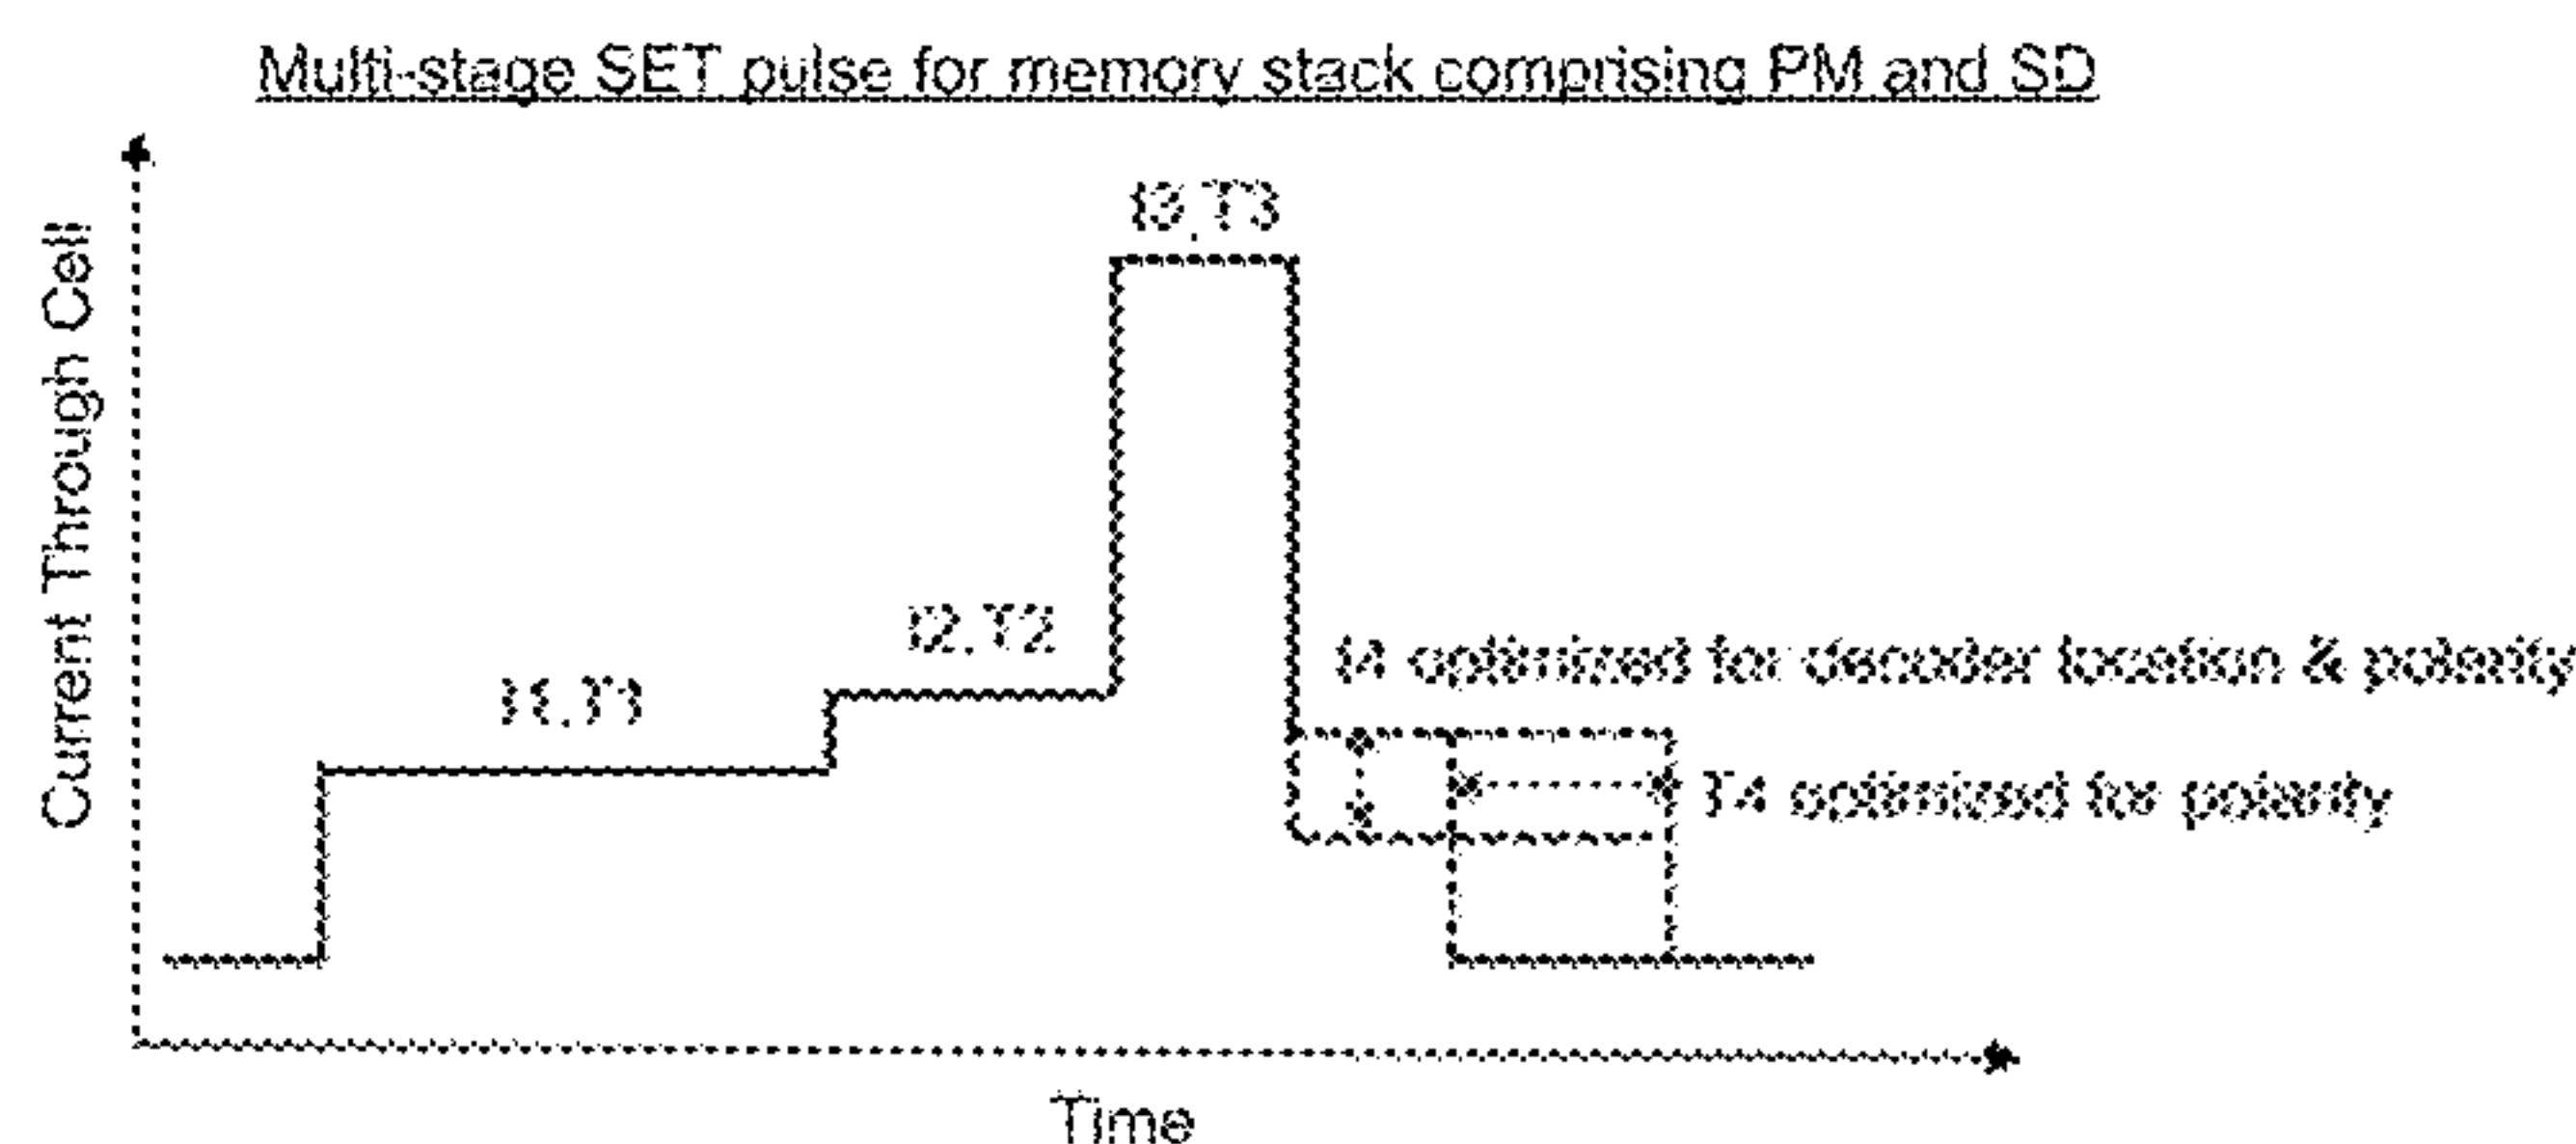 Multi-stage SET pulse for memory stack comprising PM and SD
Current Through Cell
I3,T3
I2,T2
I1,T1
I4 optimized for decoder location & polarity
T4 optimized for polarity
Time